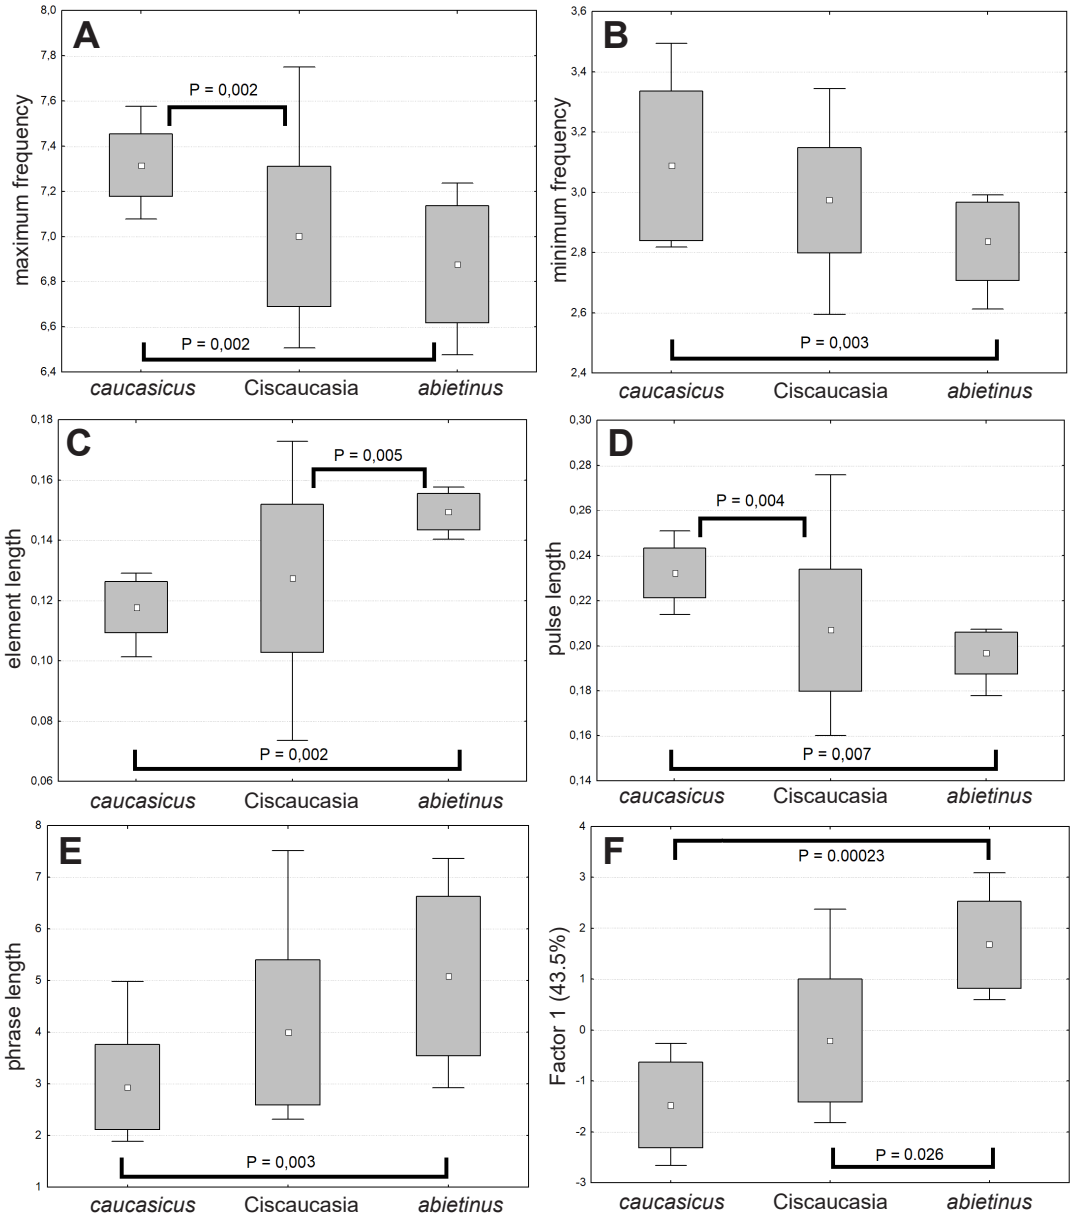 A
maximum frequency
8,0
7,8
7,6
7,4
7,2
7,0
6,8
6,6
6,4
P = 0,002
P = 0,002
caucasicus Ciscaucasia abietinus
B
minimum frequency
3,6
3,4
3,2
3,0
2,8
2,6
2,4
P = 0,003
caucasicus Ciscaucasia abietinus
C
element length
0,18
0,16
0,14
0,12
0,10
0,08
0,06
P = 0,005
P = 0,002
caucasicus Ciscaucasia abietinus
D
pulse length
0,30
0,28
0,26
0,24
0,22
0,20
0,18
0,16
0,14
P = 0,004
P = 0,007
caucasicus Ciscaucasia abietinus
E
phrase length
8
7
6
5
4
3
2
1
P = 0,003
caucasicus Ciscaucasia abietinus
F
Factor 1 (43.5%)
4
3
2
1
0
-1
-2
-3
P = 0.00023
P = 0.026
caucasicus Ciscaucasia abietinus